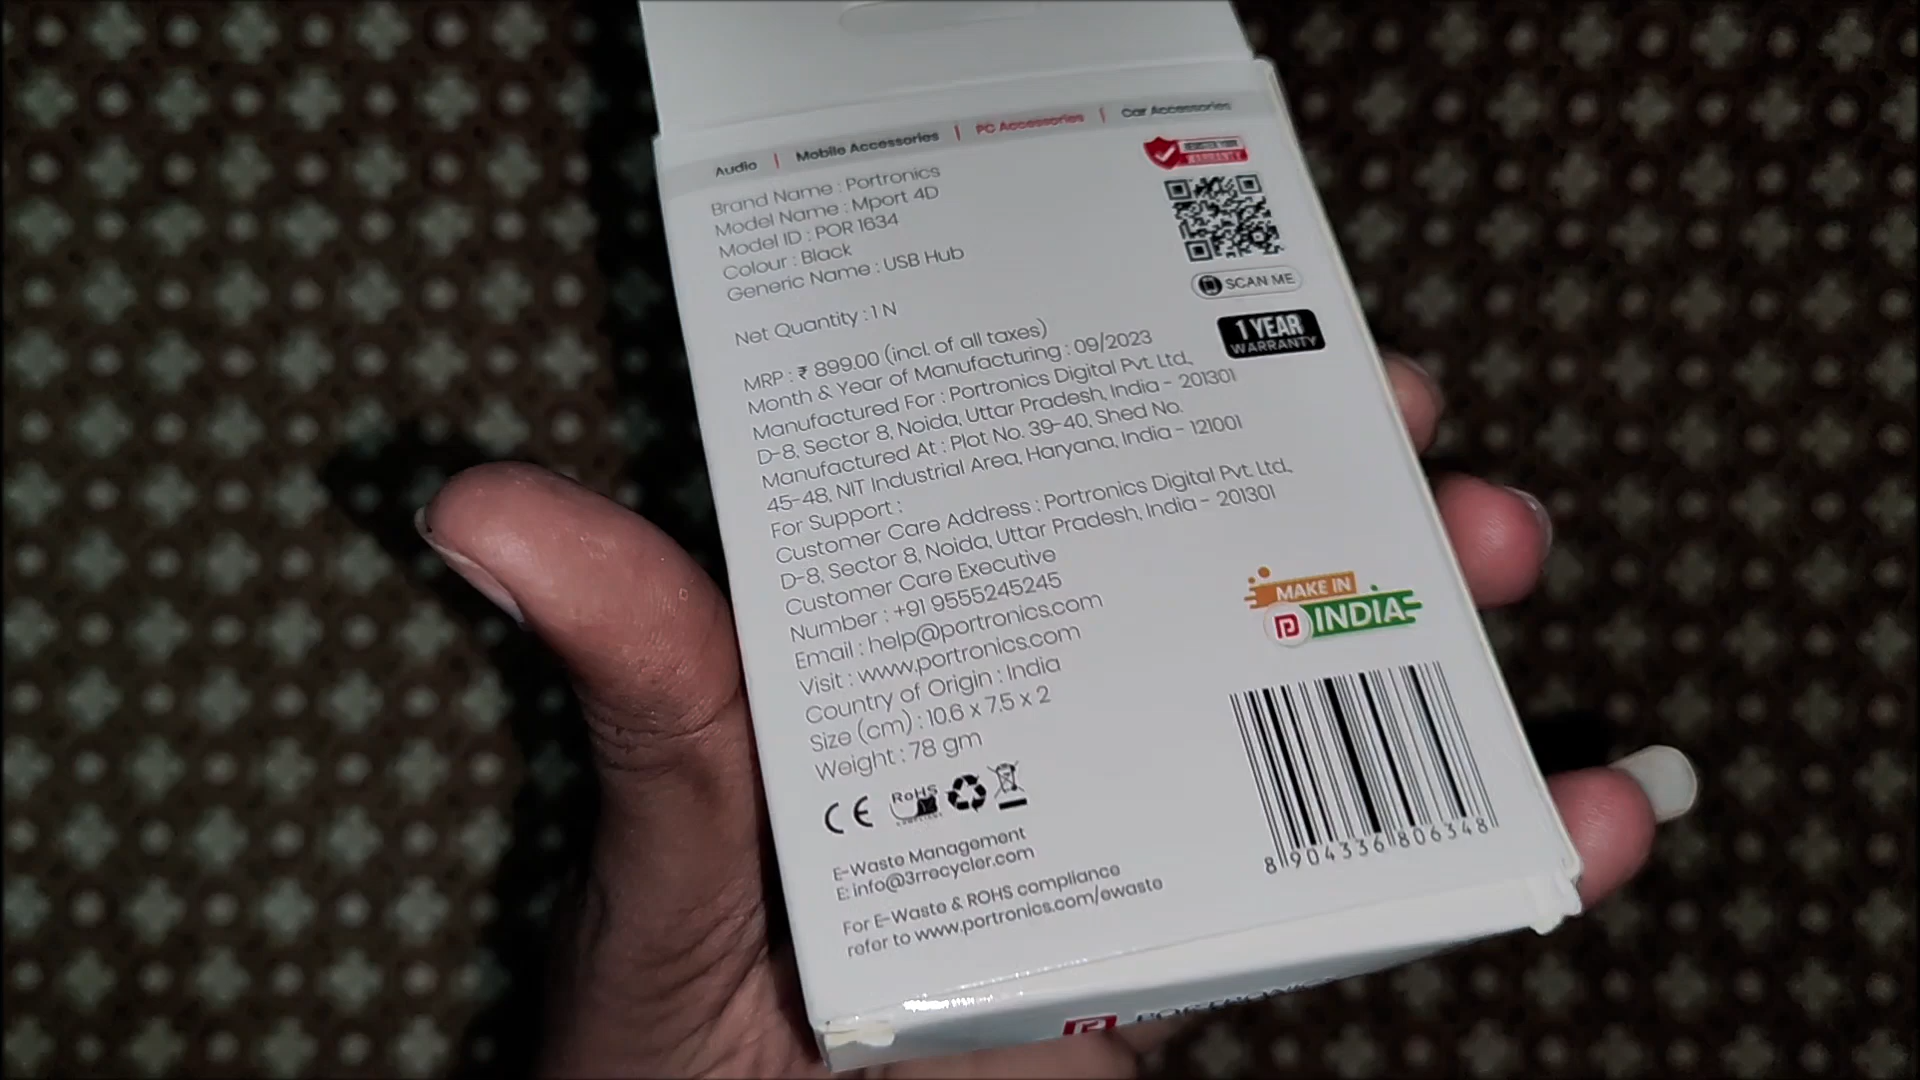 Audio | Mobile Accessories | PC Accessories | Car Accessories
Brand Name : Portronics
Model Name : Mport 4D
Model ID : POR 1634
Colour : Black
Generic Name : USB Hub
WARRANTY
SCAN ME
1 YEAR
WARRANTY
Net Quantity : 1 N
MRP : ₹ 899.00 (incl. of all taxes)
Month & Year of Manufacturing : 09/2023
Manufactured For : Portronics Digital Pvt. Ltd.,
D-8, Sector 8, Noida, Uttar Pradesh, India - 201301
Manufactured At : Plot No. 39-40, Shed No.
45-48, NIT Industrial Area, Haryana, India - 121001
For Support :
Customer Care Address : Portronics Digital Pvt. Ltd.,
D-8, Sector 8, Noida, Uttar Pradesh, India - 201301
Customer Care Executive
Number : +91 9555245245
Email : help@portronics.com
Visit : www.portronics.com
Country of Origin : India
Size (cm) : 10.6 x 7.5 x 2
Weight : 78 gm
MAKE IN
INDIA
CE
RoHS
E-Waste Management
E: info@3rrecycler.com
For E-Waste & ROHS compliance
refer to www.portronics.com/ewaste
8 904336 806348